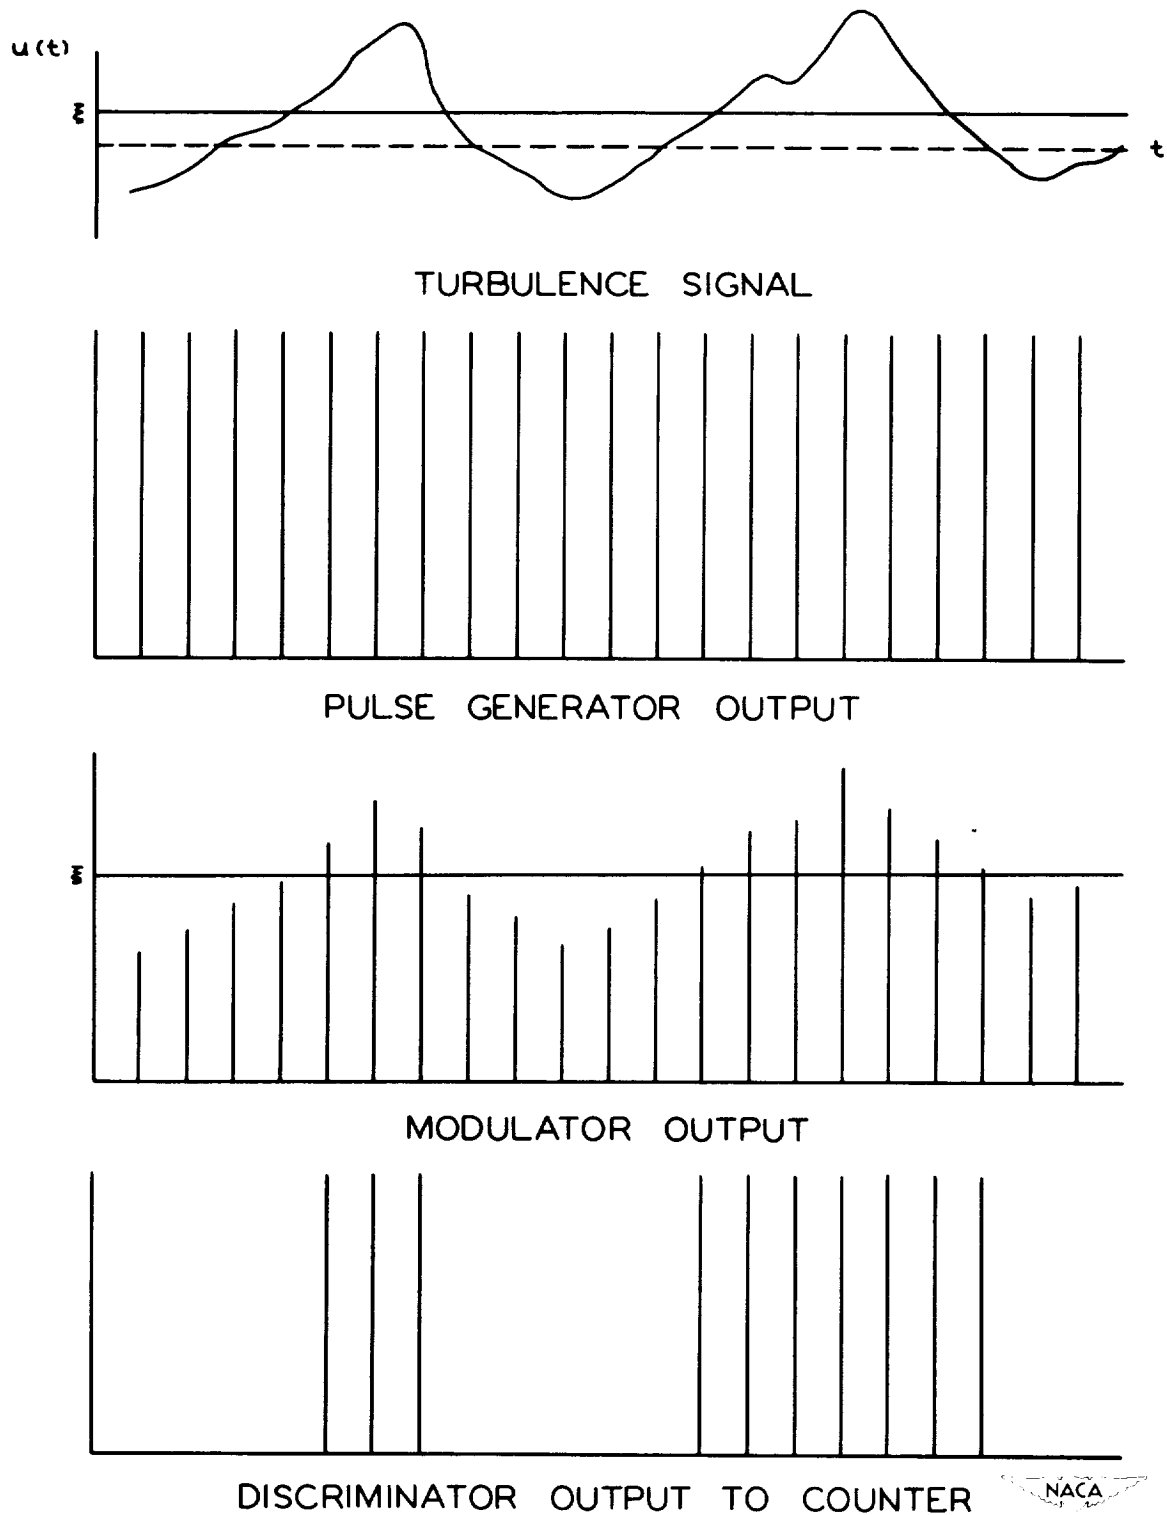 u(t)
ξ
t
TURBULENCE SIGNAL
PULSE GENERATOR OUTPUT
ξ
MODULATOR OUTPUT
DISCRIMINATOR OUTPUT TO COUNTER
NACA